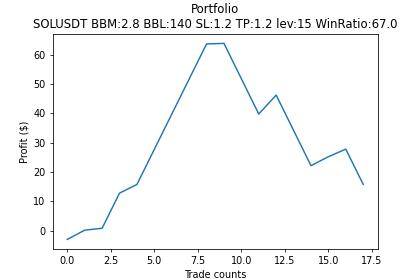 Portfolio
SOLUSDT BBM:2.8 BBL:140 SL:1.2 TP:1.2 lev:15 WinRatio:67.0
60
50
40
30
20
10
0
Profit ($)
0.0 2.5 5.0 7.5 10.0 12.5 15.0 17.5
Trade counts